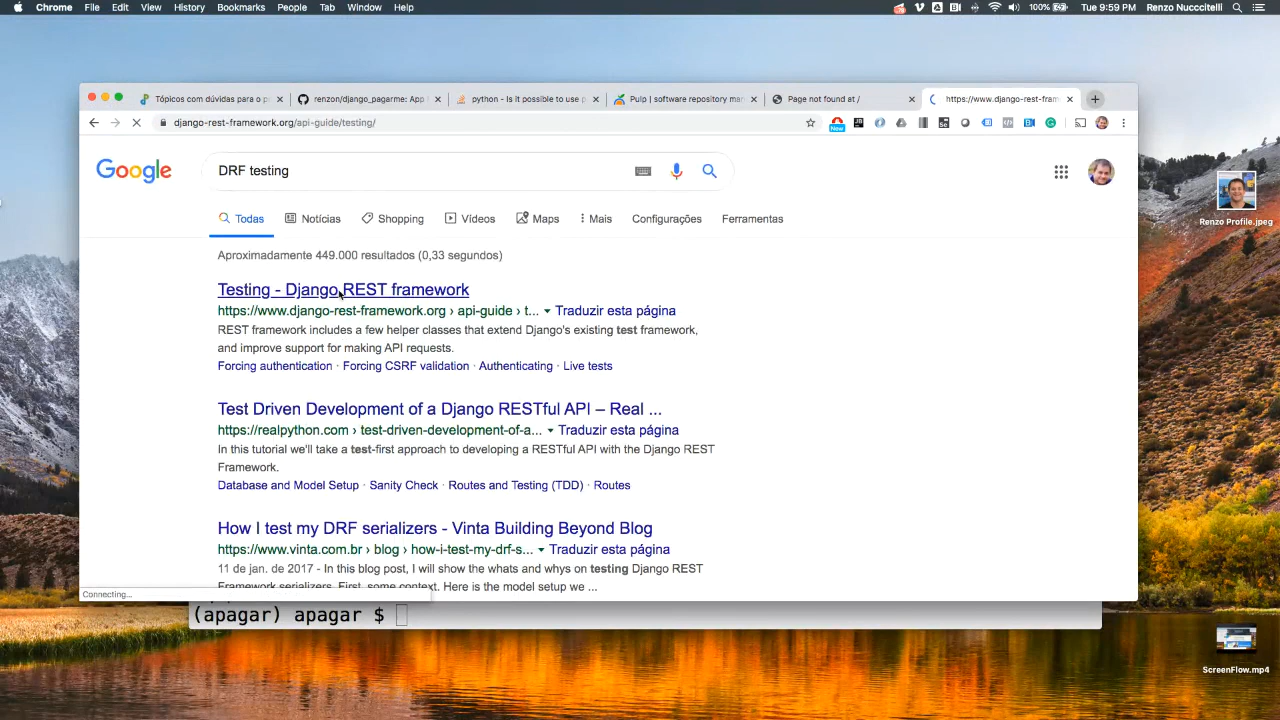 Chrome File Edit View History Bookmarks People Tab Window Help 100% Tue 9:59 PM Renzo Nuccitelli
Tópicos com dúvidas para o p
renzon/django_pagarme: App I
python - Is it possible to use p
Pulp | software repository mar
Page not found at /
https://www.django-rest-fram
django-rest-framework.org/api-guide/testing/
New
Google
DRF testing
Todas Notícias Shopping Vídeos Maps Mais Configurações Ferramentas
Aproximadamente 449.000 resultados (0,33 segundos)
Testing - Django REST framework
https://www.django-rest-framework.org › api-guide › t... Traduzir esta página
REST framework includes a few helper classes that extend Django's existing test framework,
and improve support for making API requests.
Forcing authentication · Forcing CSRF validation · Authenticating · Live tests
Test Driven Development of a Django RESTful API – Real ...
https://realpython.com › test-driven-development-of-a... Traduzir esta página
In this tutorial we'll take a test-first approach to developing a RESTful API with the Django REST
Framework.
Database and Model Setup · Sanity Check · Routes and Testing (TDD) · Routes
How I test my DRF serializers - Vinta Building Beyond Blog
https://www.vinta.com.br › blog › how-i-test-my-drf-s... Traduzir esta página
11 de jan. de 2017 - In this blog post, I will show the whats and whys on testing Django REST
Framework serializers. First, some context. Here is the model setup we ...
Connecting...
(apagar) apagar $
Renzo Profile.jpeg
ScreenFlow.mp4